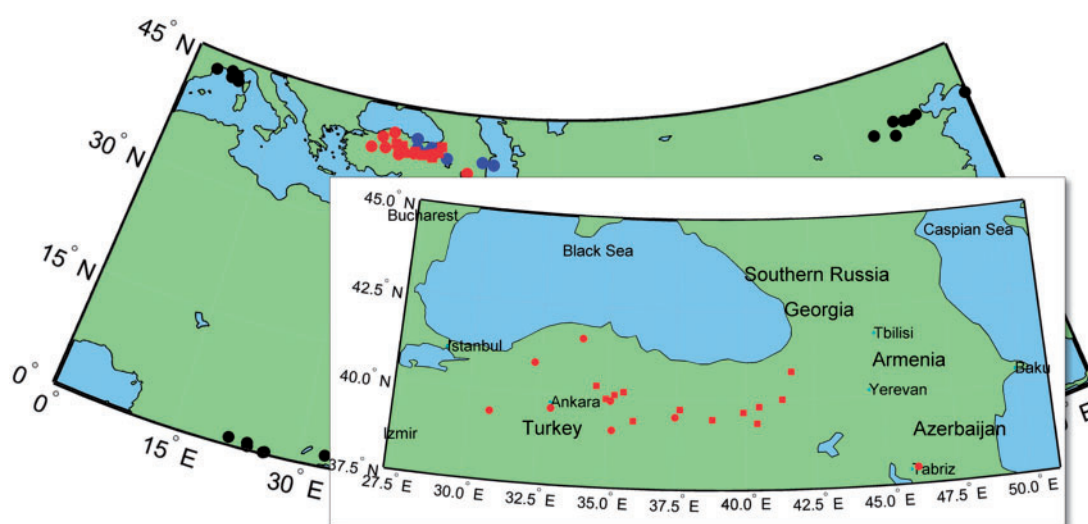 45° N
30° N
15° N
0°
0°
15° E
30° E
E
45.0° N
42.5° N
40.0° N
37.5° N
27.5° E
30.0° E
32.5° E
35.0° E
37.5° E
40.0° E
42.5° E
45.0° E
47.5° E
50.0° E
Bucharest
Black Sea
Caspian Sea
Southern Russia
Georgia
Istanbul
Tbilisi
Armenia
Baku
Ankara
Yerevan
Izmir
Turkey
Azerbaijan
Tabriz